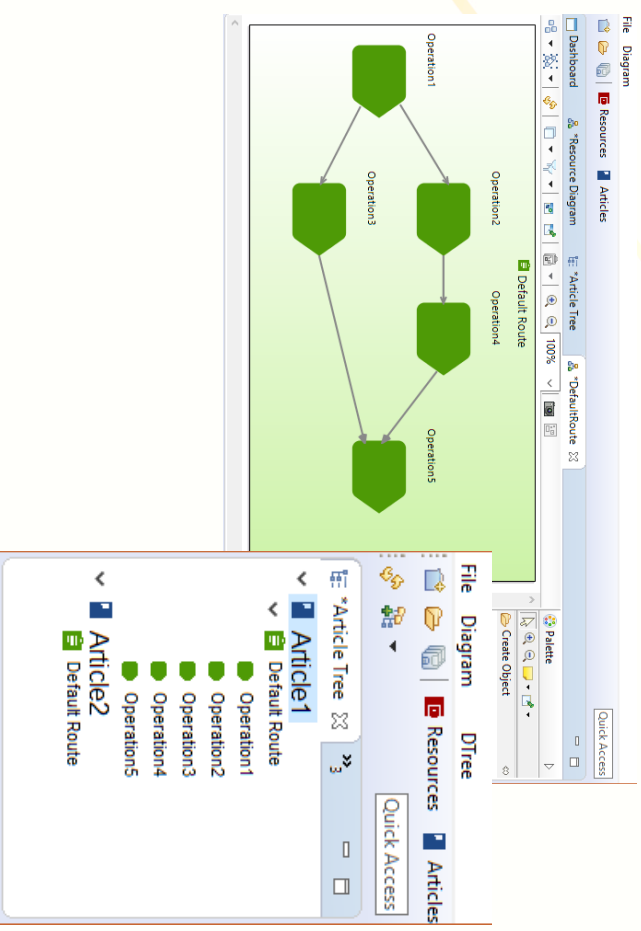 File Diagram
Resources Articles
Quick Access
Dashboard *Resource Diagram *Article Tree *DefaultRoute
100%
Palette
Create Object
Default Route
Operation1
Operation2
Operation3
Operation4
Operation5
File Diagram DTree
Resources Articles
Quick Access
*Article Tree »3
Article1
Default Route
Operation1
Operation2
Operation3
Operation4
Operation5
Article2
Default Route